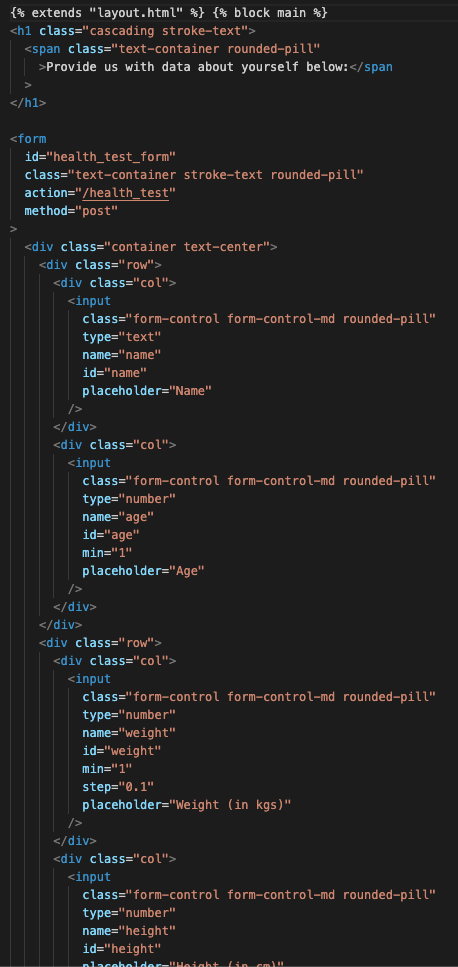 {% extends "layout.html" %} {% block main %}
<h1 class="cascading stroke-text">
  <span class="text-container rounded-pill"
    >Provide us with data about yourself below:</span
  >
</h1>

<form
  id="health_test_form"
  class="text-container stroke-text rounded-pill"
  action="/health_test"
  method="post"
>
  <div class="container text-center">
    <div class="row">
      <div class="col">
        <input
          class="form-control form-control-md rounded-pill"
          type="text"
          name="name"
          id="name"
          placeholder="Name"
        />
      </div>
      <div class="col">
        <input
          class="form-control form-control-md rounded-pill"
          type="number"
          name="age"
          id="age"
          min="1"
          placeholder="Age"
        />
      </div>
    </div>
    <div class="row">
      <div class="col">
        <input
          class="form-control form-control-md rounded-pill"
          type="number"
          name="weight"
          id="weight"
          min="1"
          step="0.1"
          placeholder="Weight (in kgs)"
        />
      </div>
      <div class="col">
        <input
          class="form-control form-control-md rounded-pill"
          type="number"
          name="height"
          id="height"
          placeholder="Height (in cm)"